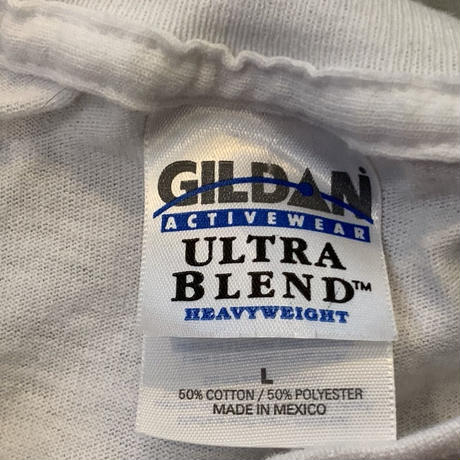 GILDAN
ACTIVEWEAR
ULTRA
BLEND™
HEAVYWEIGHT
L
50% COTTON / 50% POLYESTER
MADE IN MEXICO